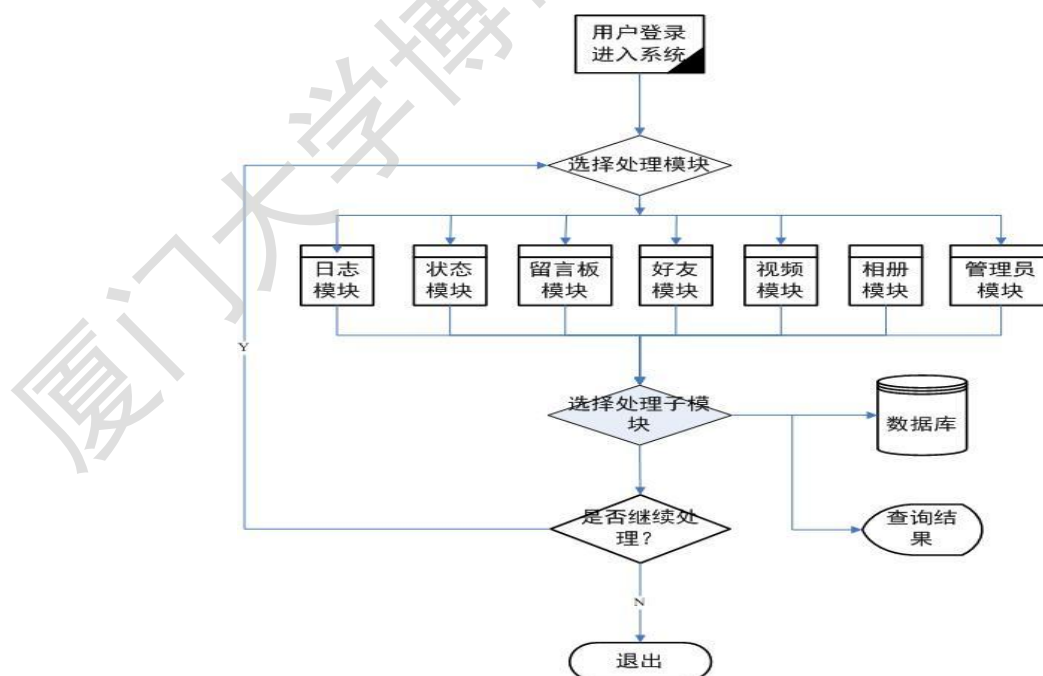 用户登录
进入系统
选择处理模块
日志
模块
状态
模块
留言板
模块
好友
模块
视频
模块
相册
模块
管理员
模块
Y
选择处理子模
块
数据库
是否继续处
理?
查询结
果
N
退出
厦门大学博